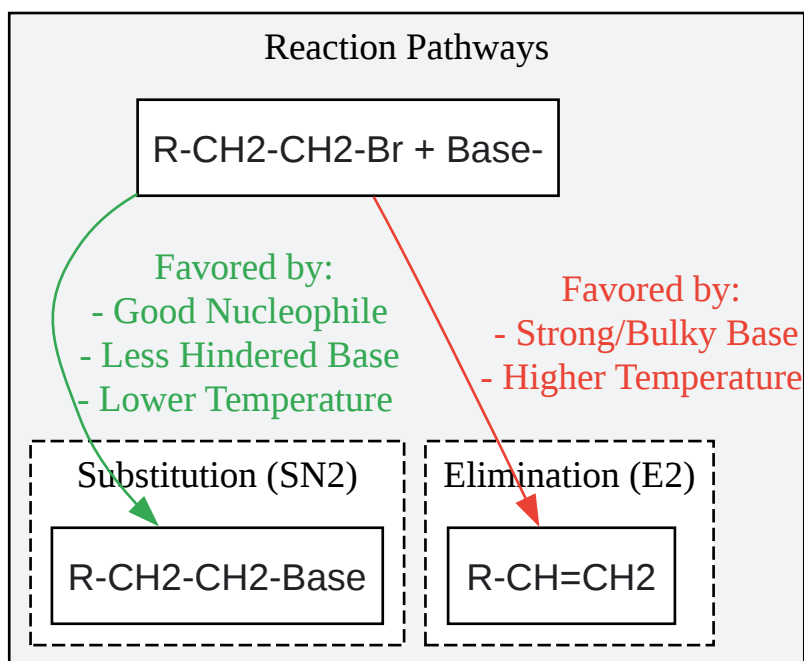 Reaction Pathways
R-CH2-CH2-Br + Base-
Favored by:
- Good Nucleophile
- Less Hindered Base
- Lower Temperature
Favored by:
- Strong/Bulky Base
- Higher Temperature
Substitution (SN2)
R-CH2-CH2-Base
Elimination (E2)
R-CH=CH2